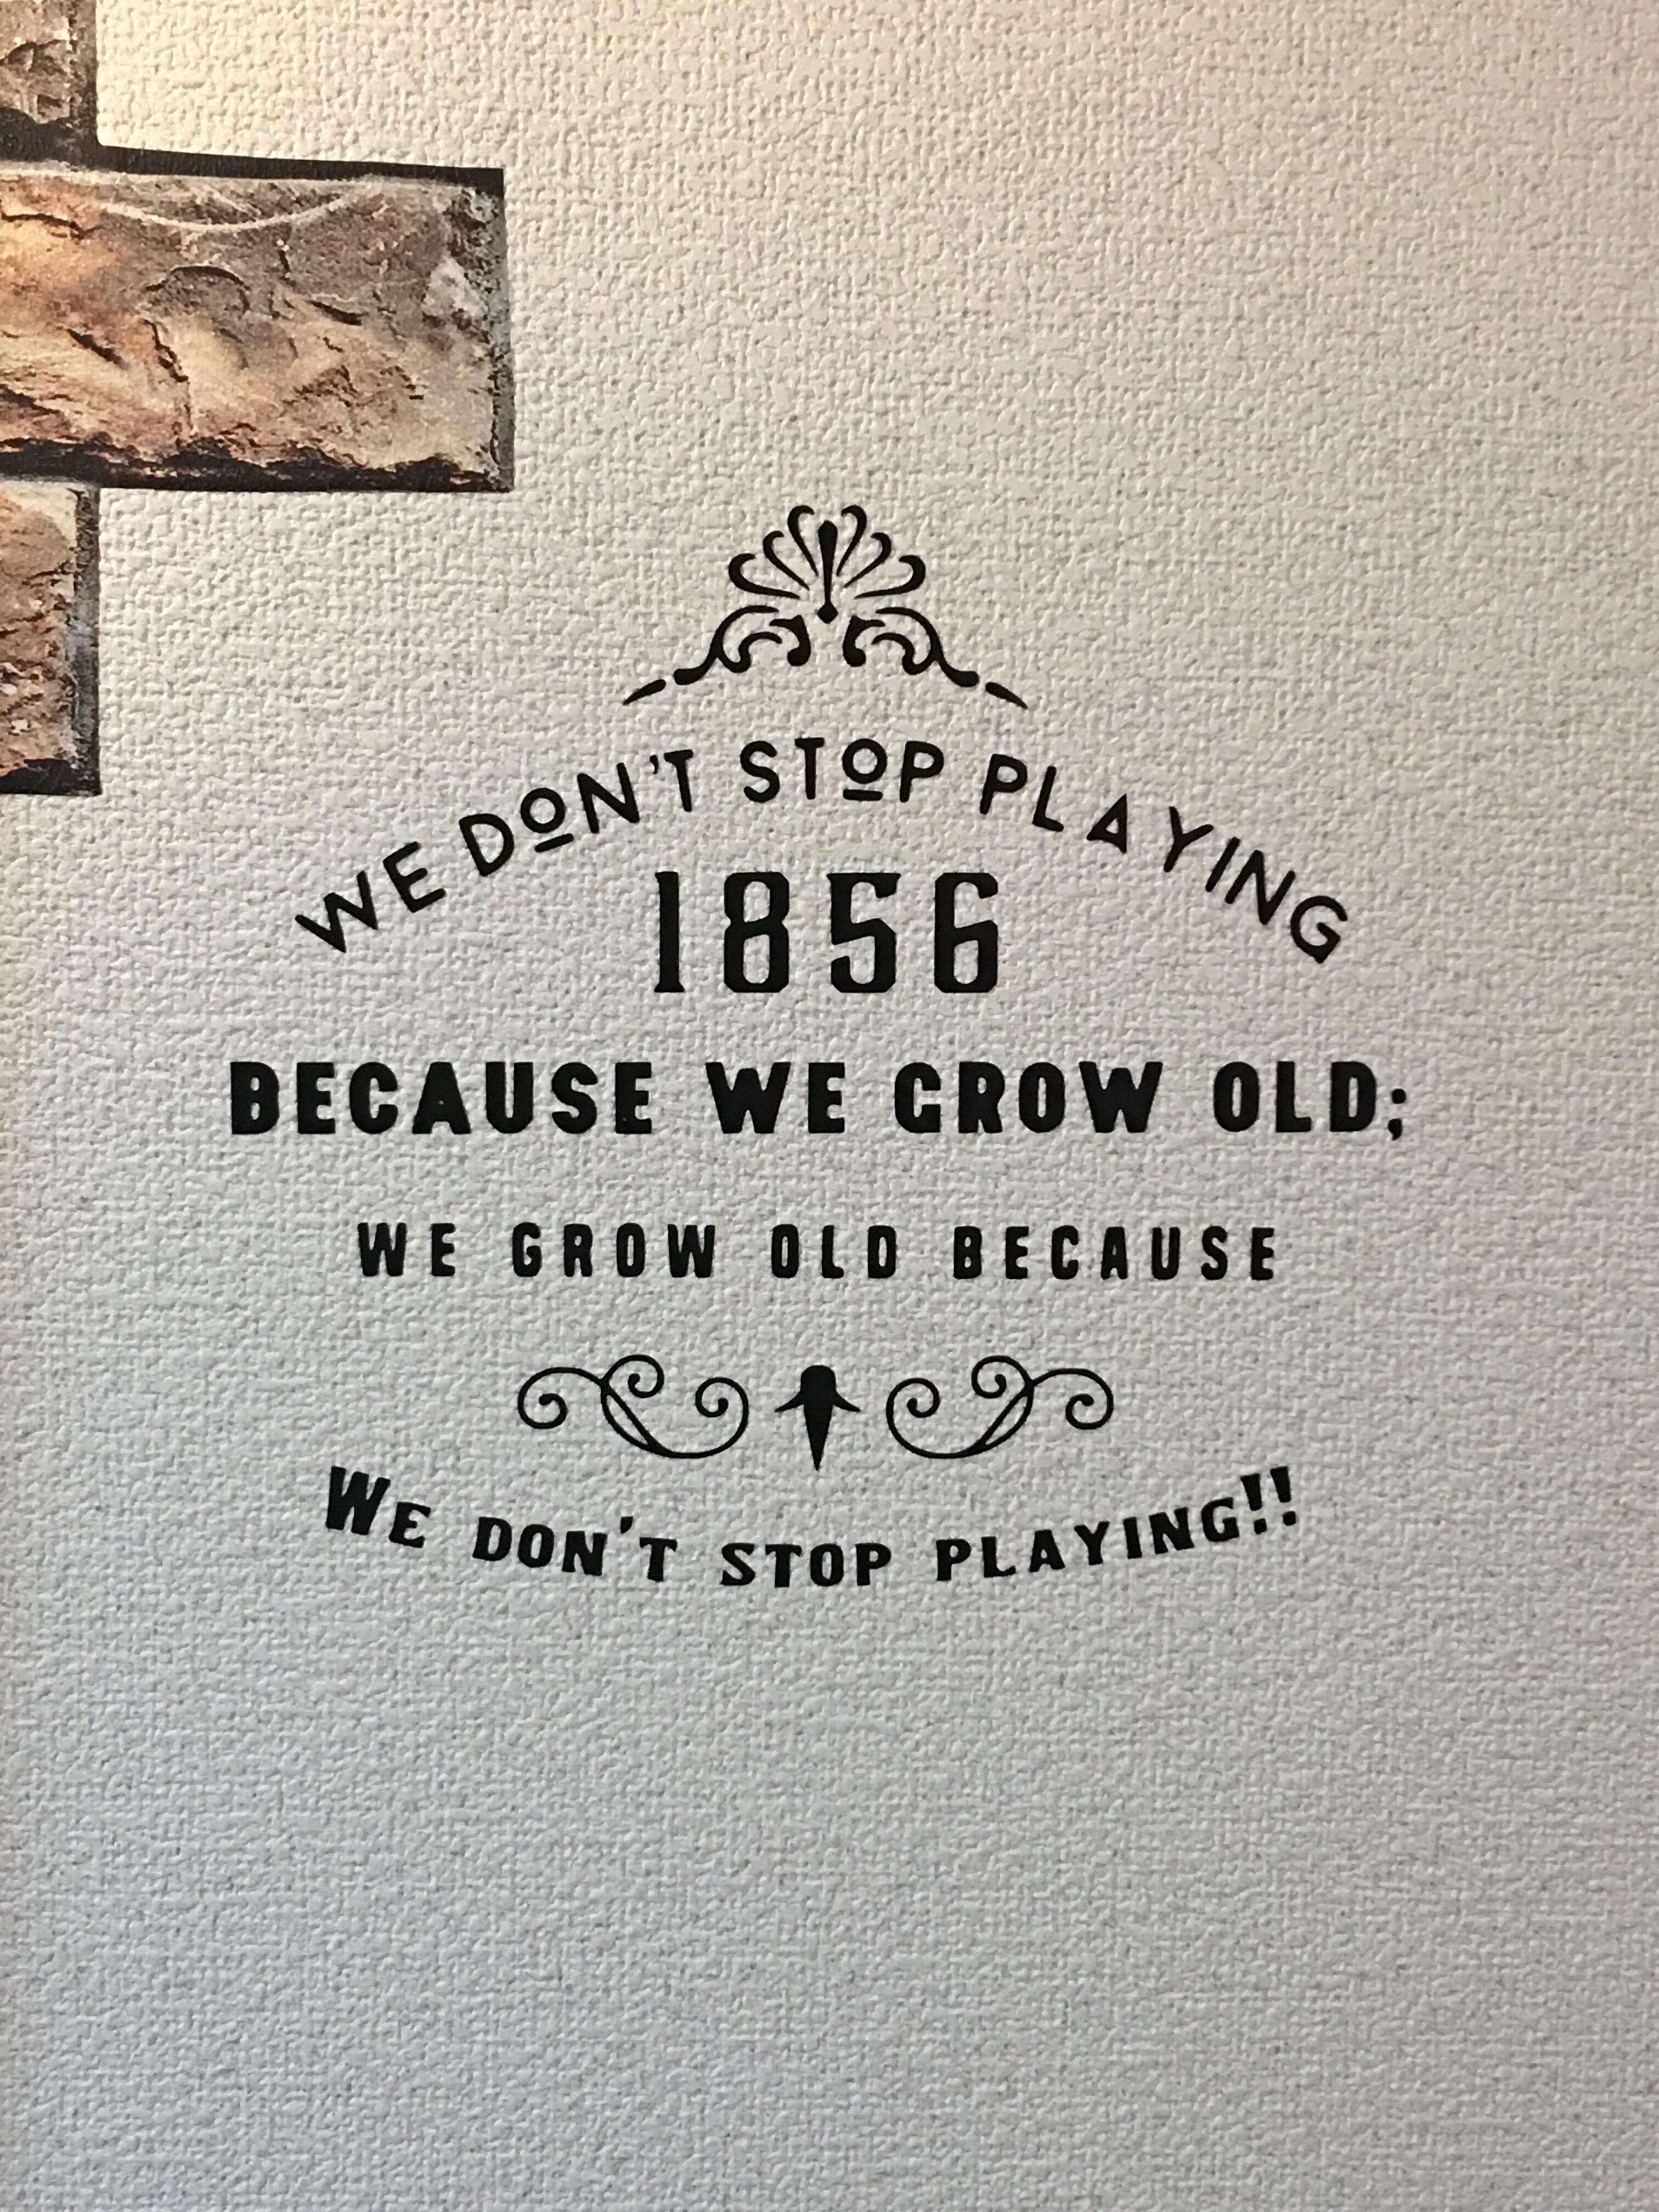 WE DON'T STOP PLAYING
1856
BECAUSE WE GROW OLD;
WE GROW OLD BECAUSE
WE DON'T STOP PLAYING!!